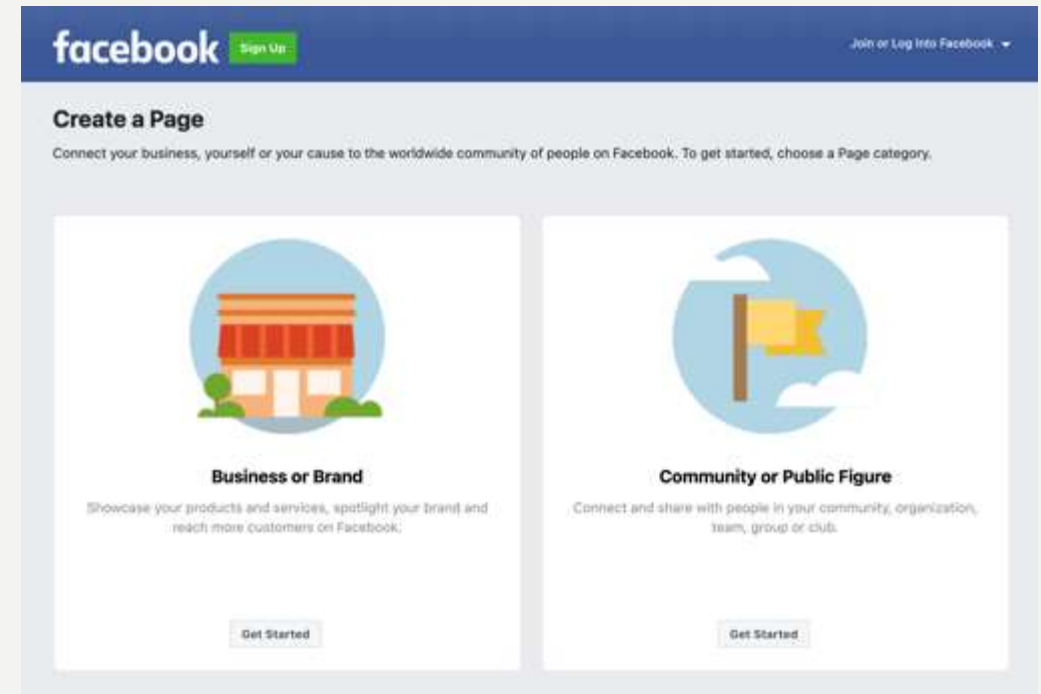 facebook Sign Up
Join or Log Into Facebook
Create a Page
Connect your business, yourself or your cause to the worldwide community of people on Facebook. To get started, choose a Page category.
Business or Brand
Showcase your products and services, spotlight your brand and
reach more customers on Facebook.
Get Started
Community or Public Figure
Connect and share with people in your community, organization,
team, group or club.
Get Started